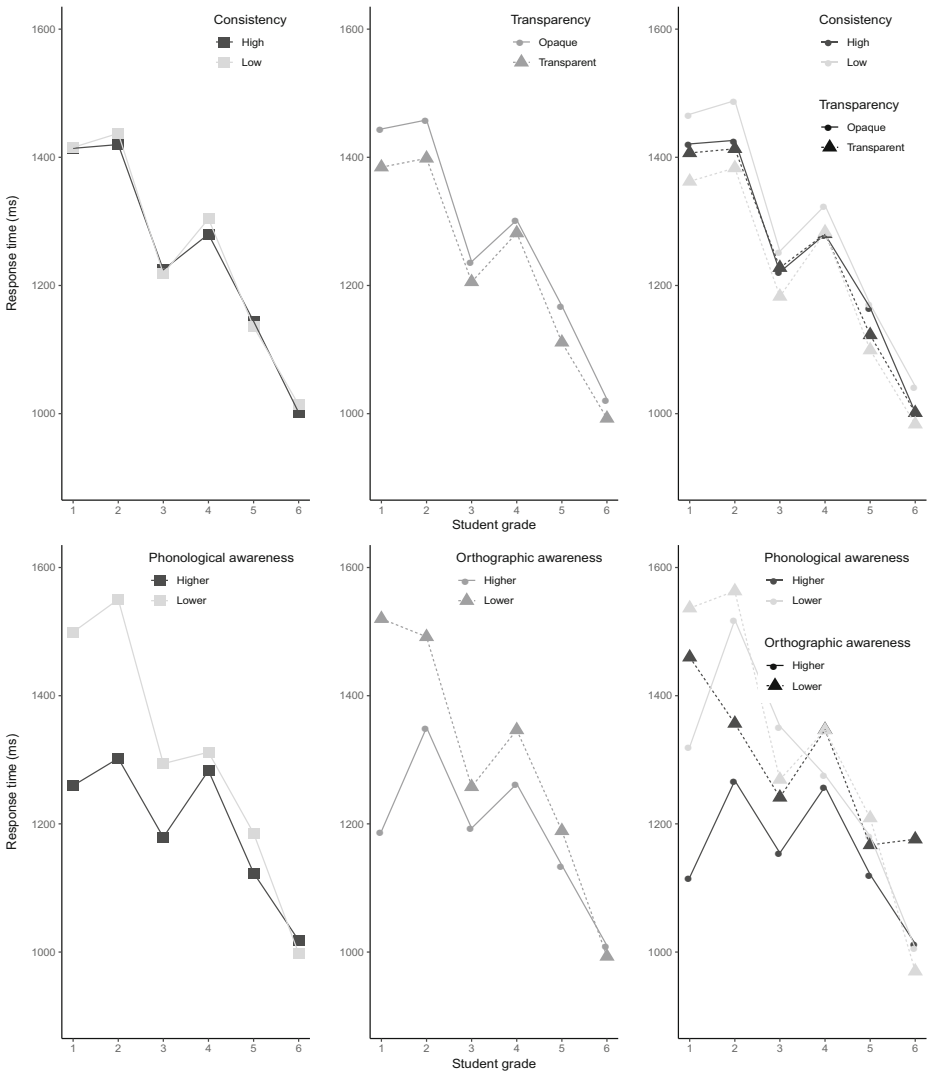 Consistency
High
Low
Transparency
Opaque
Transparent
Consistency
High
Low
Transparency
Opaque
Transparent
1600
1400
1200
1000
1600
1400
1200
1000
1600
1400
1200
1000
Response time (ms)
1 2 3 4 5 6
1 2 3 4 5 6
1 2 3 4 5 6
Student grade
Phonological awareness
Higher
Lower
Orthographic awareness
Higher
Lower
Phonological awareness
Higher
Lower
Orthographic awareness
Higher
Lower
1600
1400
1200
1000
1600
1400
1200
1000
1600
1400
1200
1000
Response time (ms)
1 2 3 4 5 6
1 2 3 4 5 6
1 2 3 4 5 6
Student grade